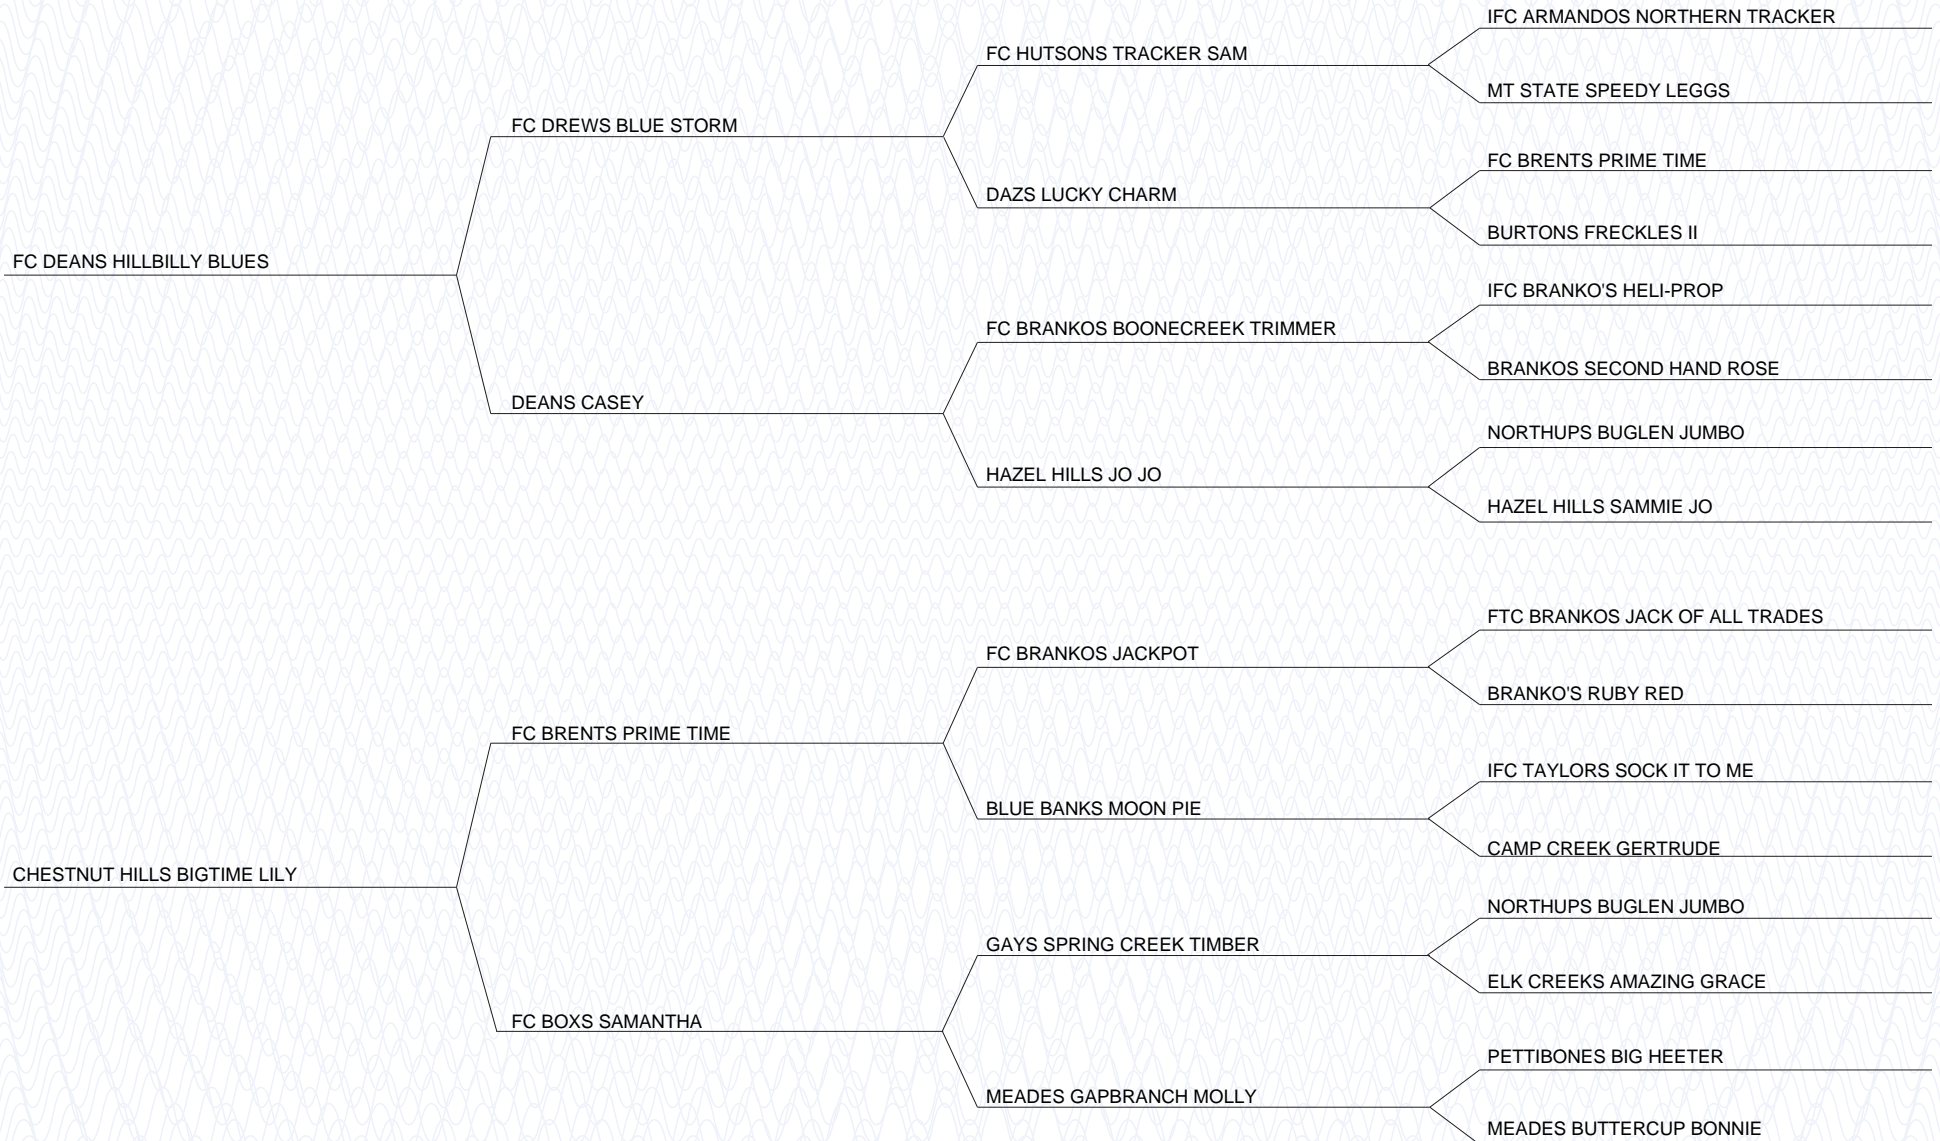 IFC ARMANDOS NORTHERN TRACKER
FC HUTSONS TRACKER SAM
MT STATE SPEEDY LEGGS
FC DREWS BLUE STORM
FC BRENTS PRIME TIME
DAZS LUCKY CHARM
BURTONS FRECKLES II
FC DEANS HILLBILLY BLUES
IFC BRANKO'S HELI-PROP
FC BRANKOS BOONECREEK TRIMMER
BRANKOS SECOND HAND ROSE
DEANS CASEY
NORTHUPS BUGLEN JUMBO
HAZEL HILLS JO JO
HAZEL HILLS SAMMIE JO
FTC BRANKOS JACK OF ALL TRADES
FC BRANKOS JACKPOT
BRANKO'S RUBY RED
FC BRENTS PRIME TIME
IFC TAYLORS SOCK IT TO ME
BLUE BANKS MOON PIE
CAMP CREEK GERTRUDE
CHESTNUT HILLS BIGTIME LILY
NORTHUPS BUGLEN JUMBO
GAYS SPRING CREEK TIMBER
ELK CREEKS AMAZING GRACE
FC BOXS SAMANTHA
PETTIBONES BIG HEETER
MEADES GAPBRANCH MOLLY
MEADES BUTTERCUP BONNIE